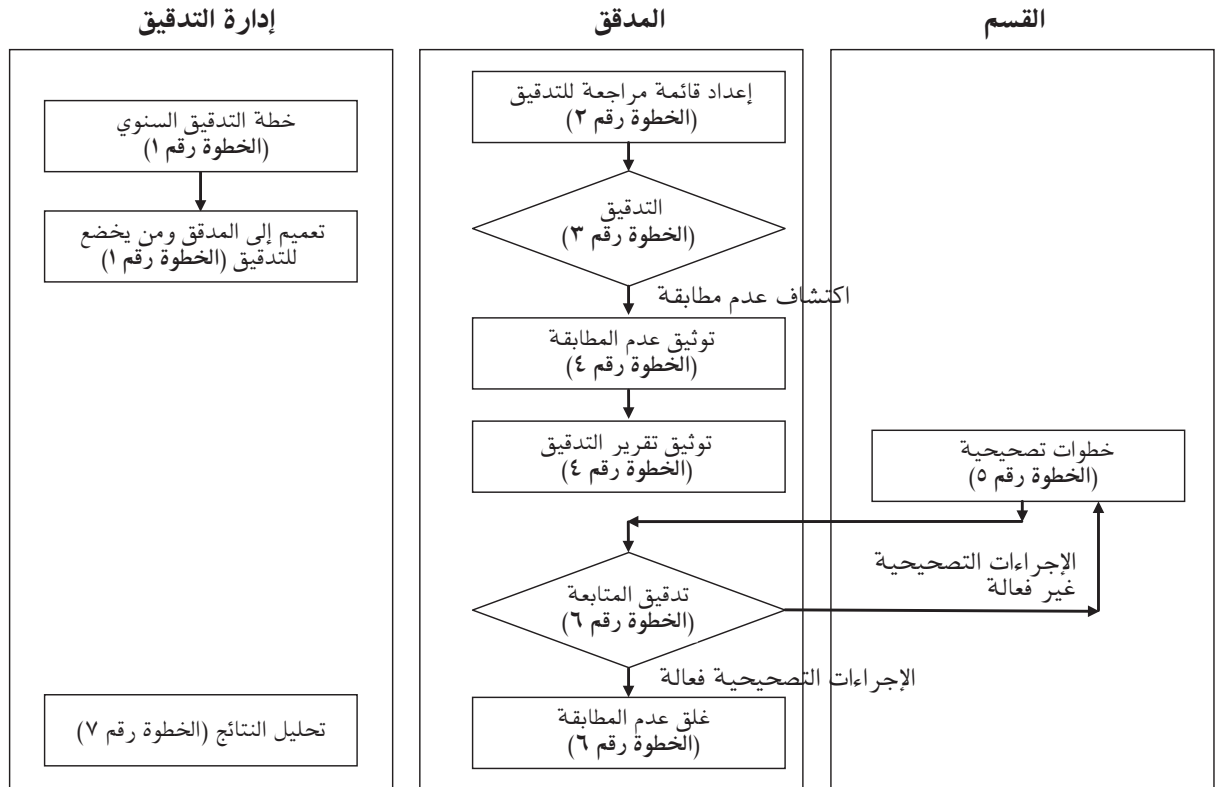 القسم
المدقق
إدارة التدقيق
إعداد قائمة مراجعة للتدقيق
(الخطوة رقم ٢)
خطة التدقيق السنوي
(الخطوة رقم ١)
التدقيق
(الخطوة رقم ٣)
تعميم إلى المدقق ومن يخضع
للتدقيق (الخطوة رقم ١)
اكتشاف عدم مطابقة
توثيق عدم المطابقة
(الخطوة رقم ٤)
توثيق تقرير التدقيق
(الخطوة رقم ٤)
خطوات تصحيحية
(الخطوة رقم ٥)
الإجراءات التصحيحية
غير فعالة
تدقيق المتابعة
(الخطوة رقم ٦)
الإجراءات التصحيحية فعالة
غلق عدم المطابقة
(الخطوة رقم ٦)
تحليل النتائج (الخطوة رقم ٧)